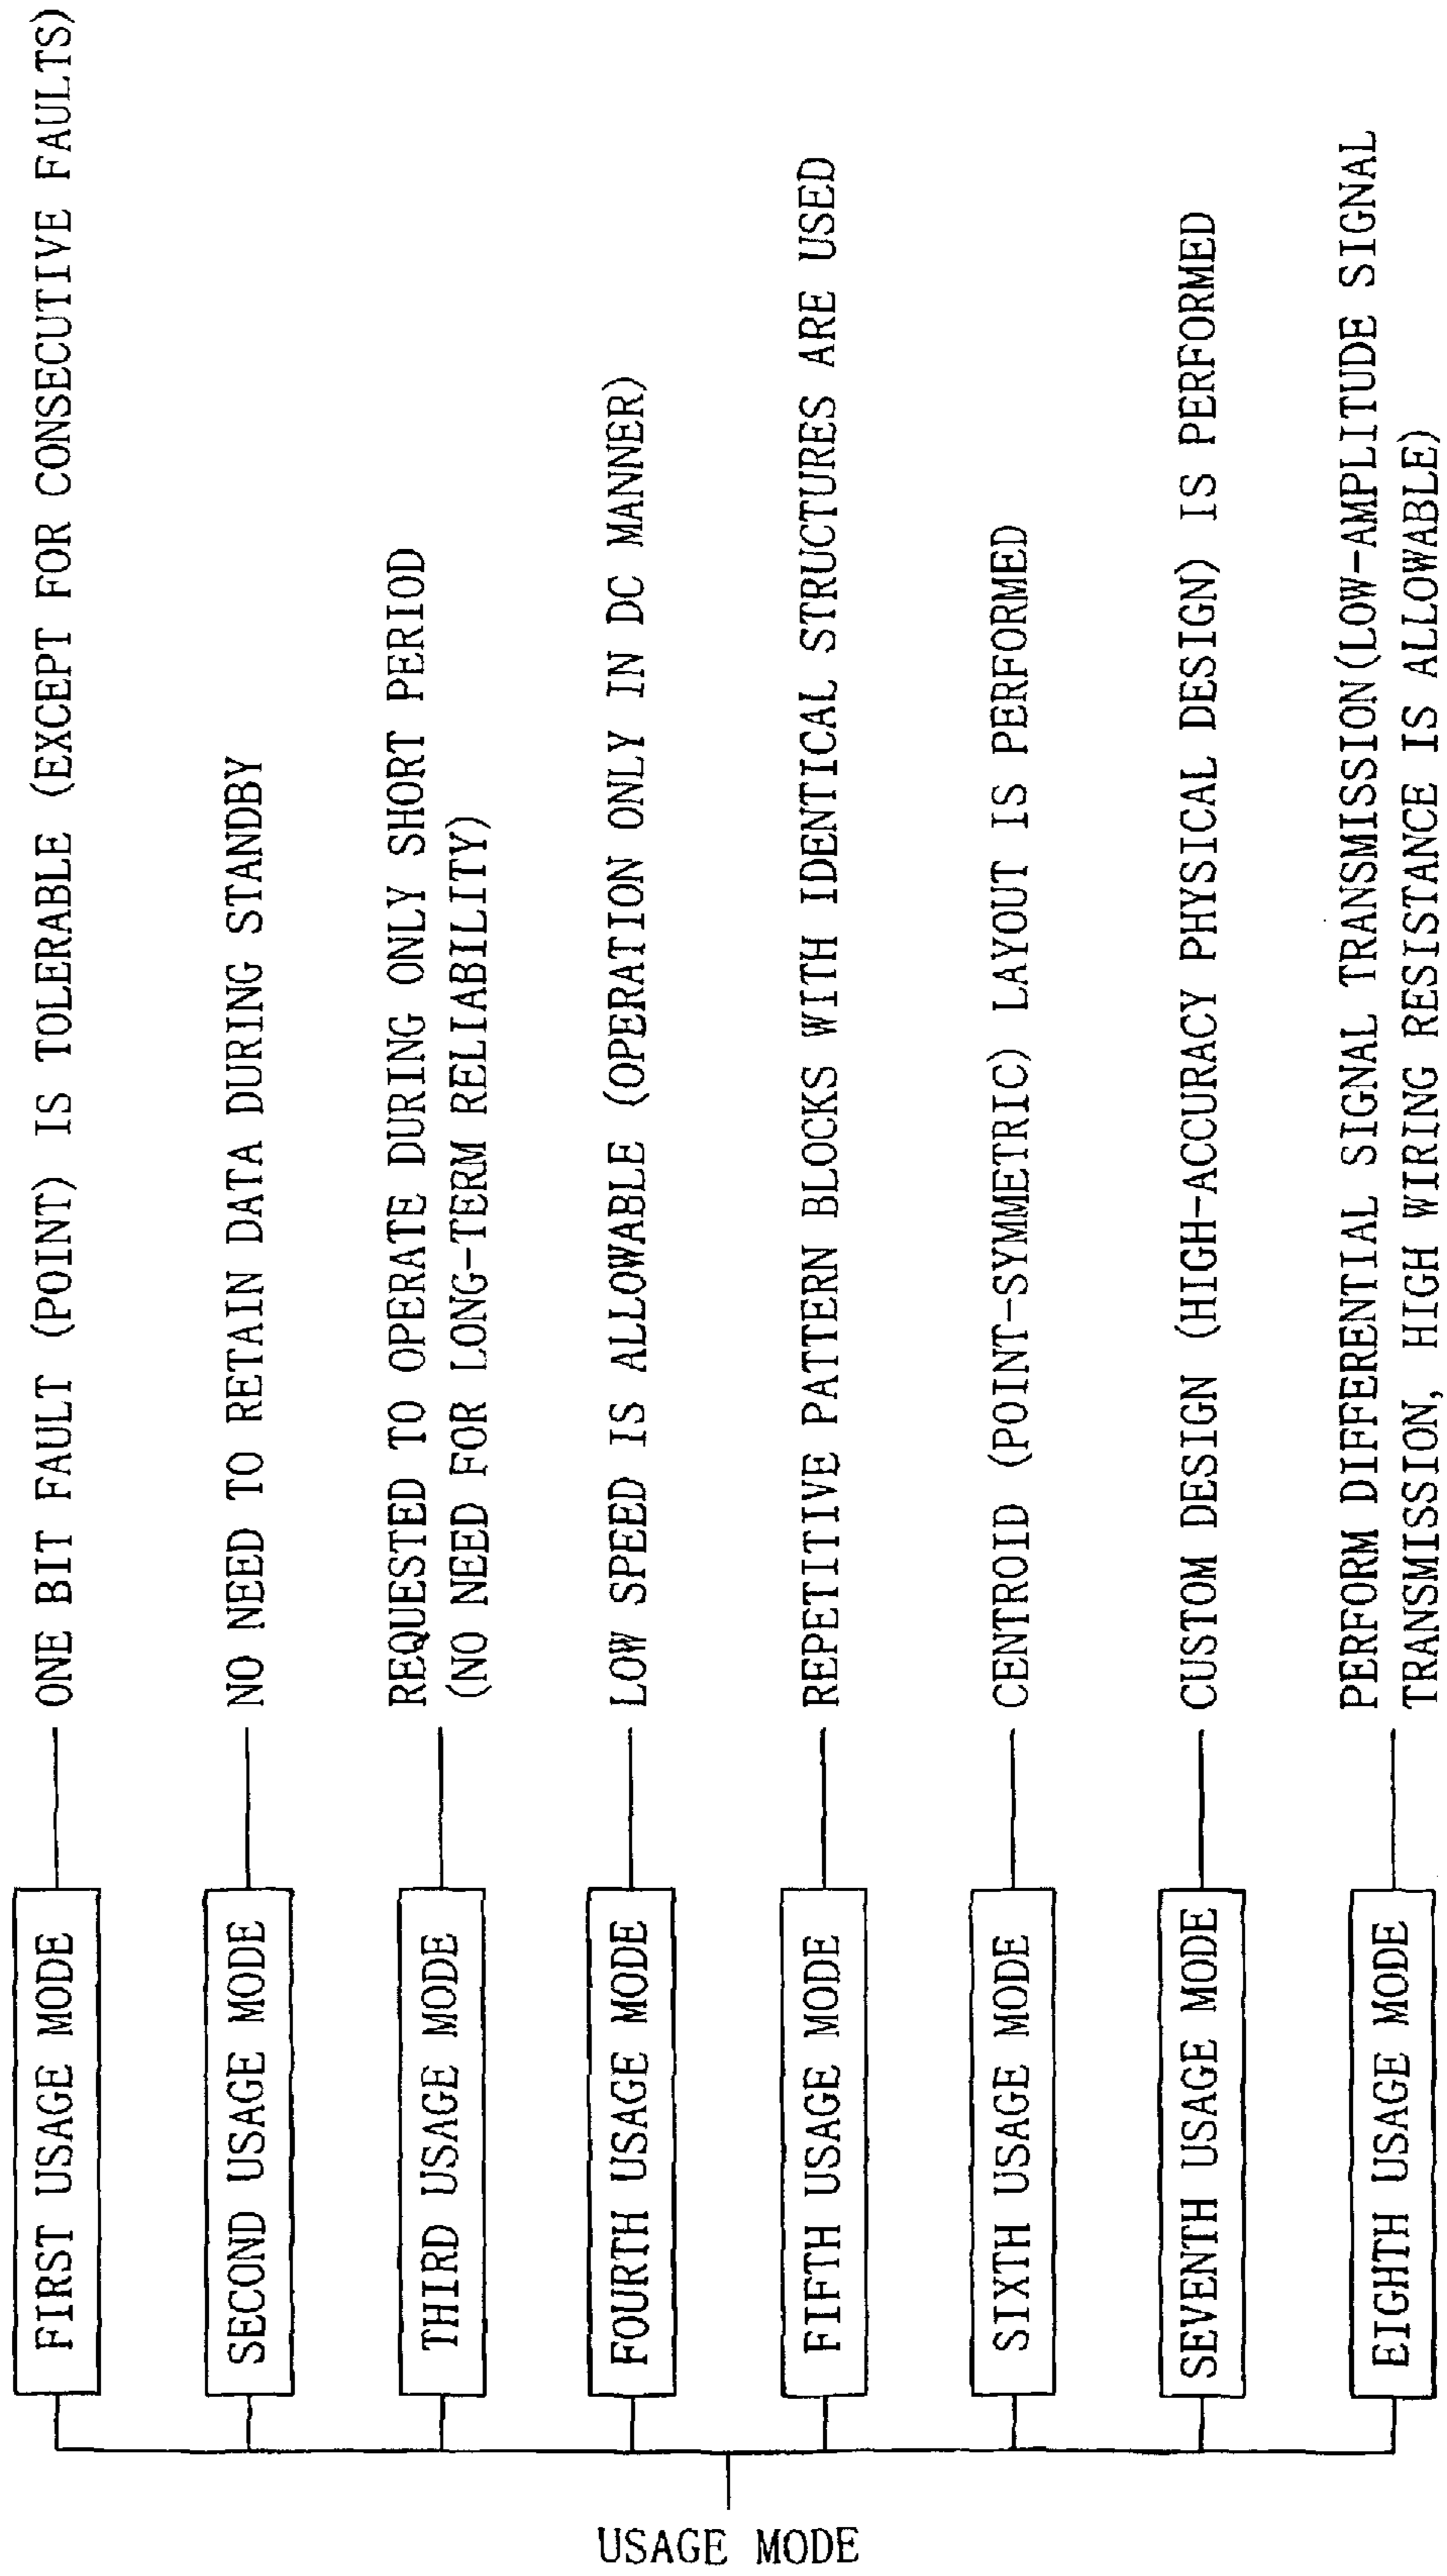 USAGE MODE
FIRST USAGE MODE
ONE BIT FAULT (POINT) IS TOLERABLE (EXCEPT FOR CONSECUTIVE FAULTS)
SECOND USAGE MODE
NO NEED TO RETAIN DATA DURING STANDBY
THIRD USAGE MODE
REQUESTED TO OPERATE DURING ONLY SHORT PERIOD
(NO NEED FOR LONG-TERM RELIABILITY)
FOURTH USAGE MODE
LOW SPEED IS ALLOWABLE (OPERATION ONLY IN DC MANNER)
FIFTH USAGE MODE
REPETITIVE PATTERN BLOCKS WITH IDENTICAL STRUCTURES ARE USED
SIXTH USAGE MODE
CENTROID (POINT-SYMMETRIC) LAYOUT IS PERFORMED
SEVENTH USAGE MODE
CUSTOM DESIGN (HIGH-ACCURACY PHYSICAL DESIGN) IS PERFORMED
EIGHTH USAGE MODE
PERFORM DIFFERENTIAL SIGNAL TRANSMISSION(LOW-AMPLITUDE SIGNAL
TRANSMISSION, HIGH WIRING RESISTANCE IS ALLOWABLE)